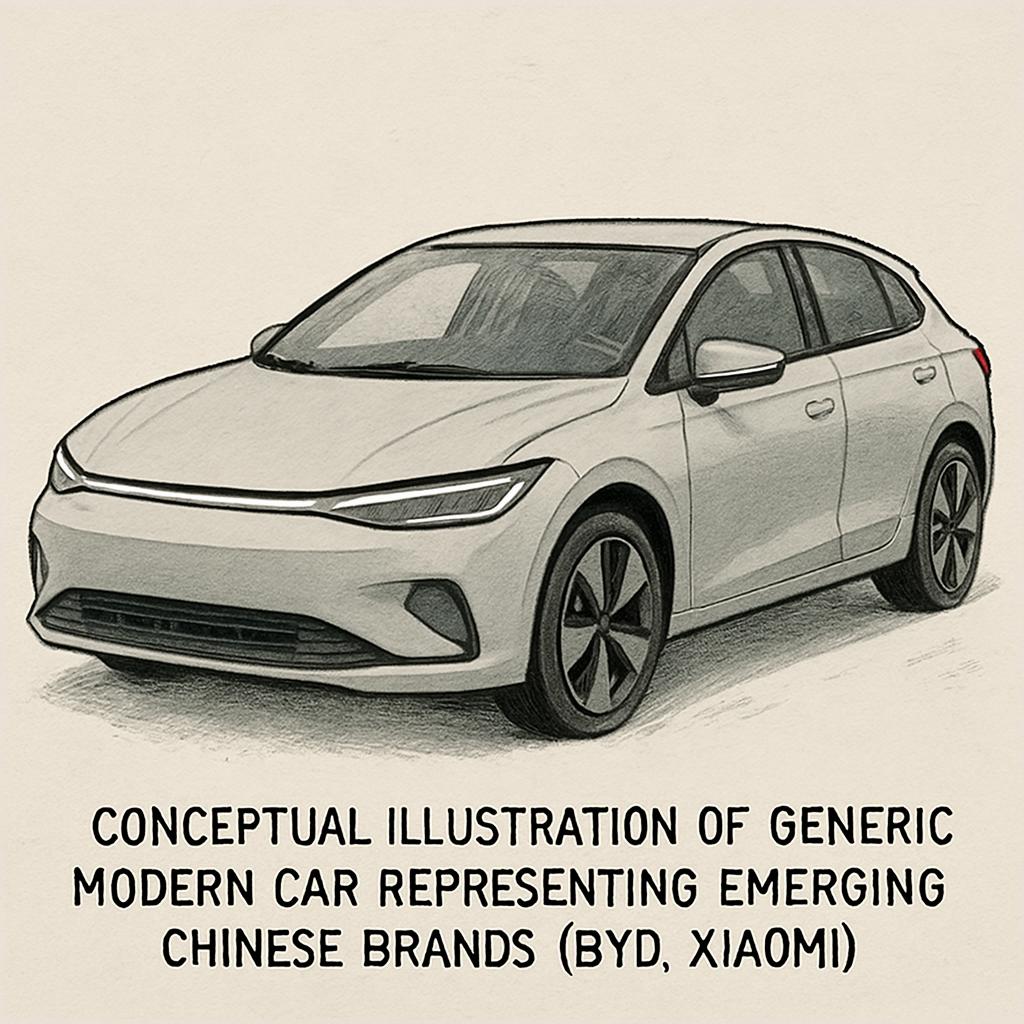 CONCEPTUAL ILLUSTRATION OF GENERIC
MODERN CAR REPRESENTING EMERGING
CHINESE BRANDS (BYD, XIAOMI)